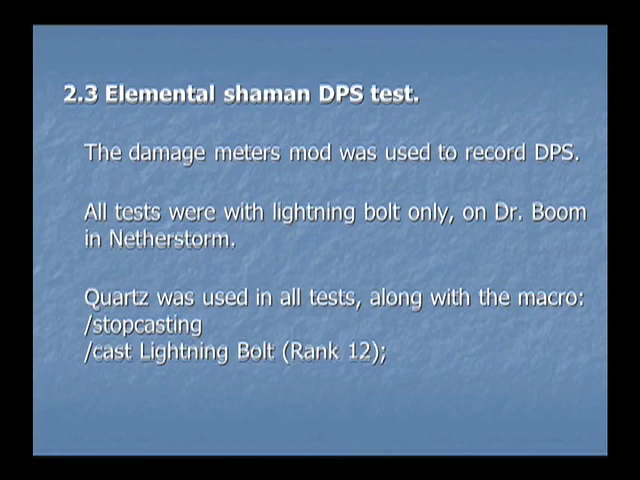 2.3 Elemental shaman DPS test.
The damage meters mod was used to record DPS.
All tests were with lightning bolt only, on Dr. Boom
in Netherstorm.
Quartz was used in all tests, along with the macro:
/stopcasting
/cast Lightning Bolt (Rank 12);